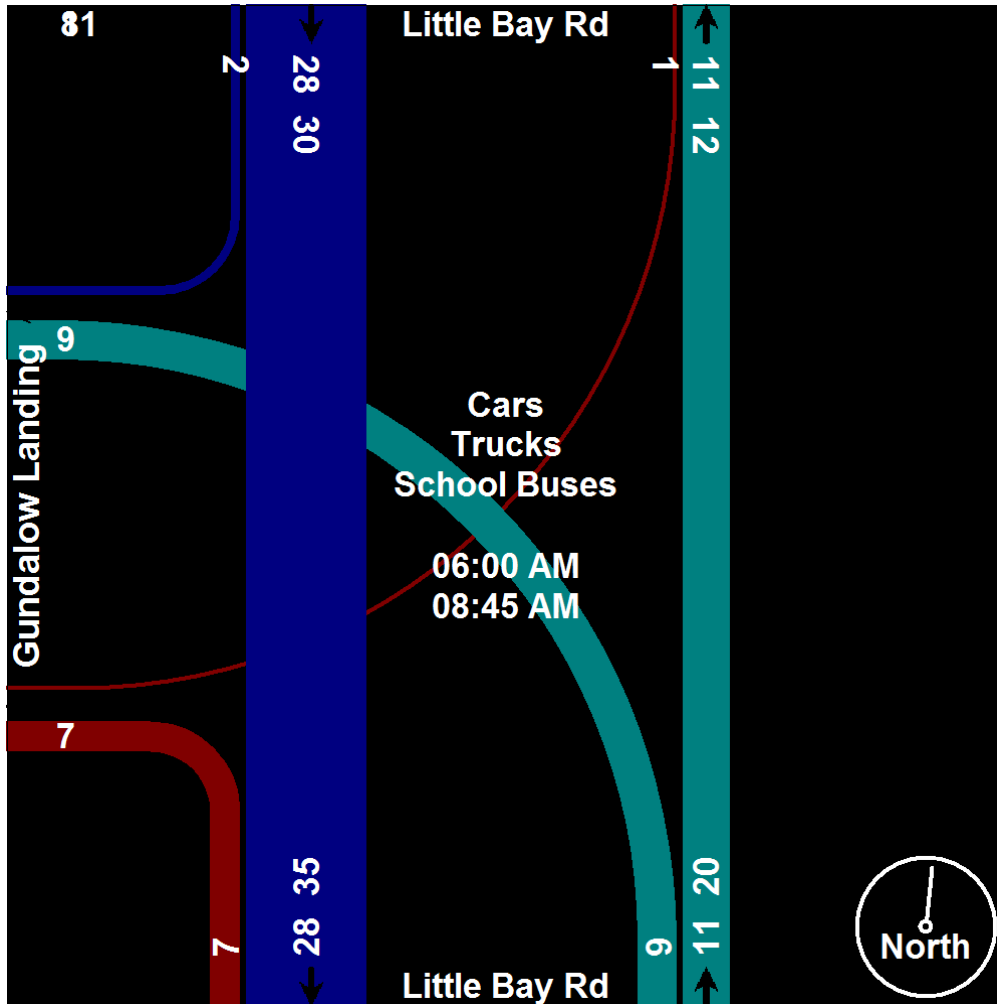 Little Bay Rd
2
28 30
1
11 12
9
Gundalow Landing
Cars
Trucks
School Buses
06:00 AM
08:45 AM
7
7
28 35
9
11 20
North
Little Bay Rd